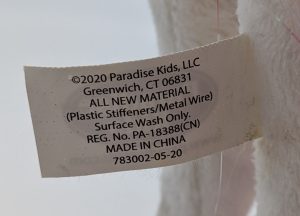 ©2020 Paradise Kids, LLC
Greenwich, CT 06831
ALL NEW MATERIAL
(Plastic Stiffeners/Metal Wire)
Surface Wash Only.
REG. No. PA-18388(CN)
MADE IN CHINA
783002-05-20